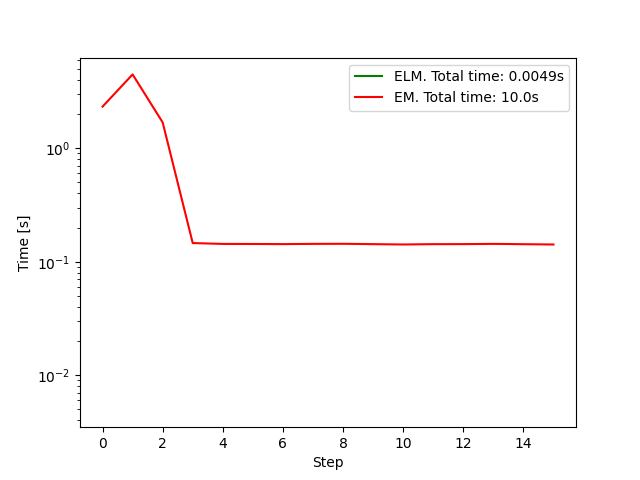 ELM. Total time: 0.0049s
EM. Total time: 10.0s
10⁰
10⁻¹
10⁻²
Time [s]
0 2 4 6 8 10 12 14
Step